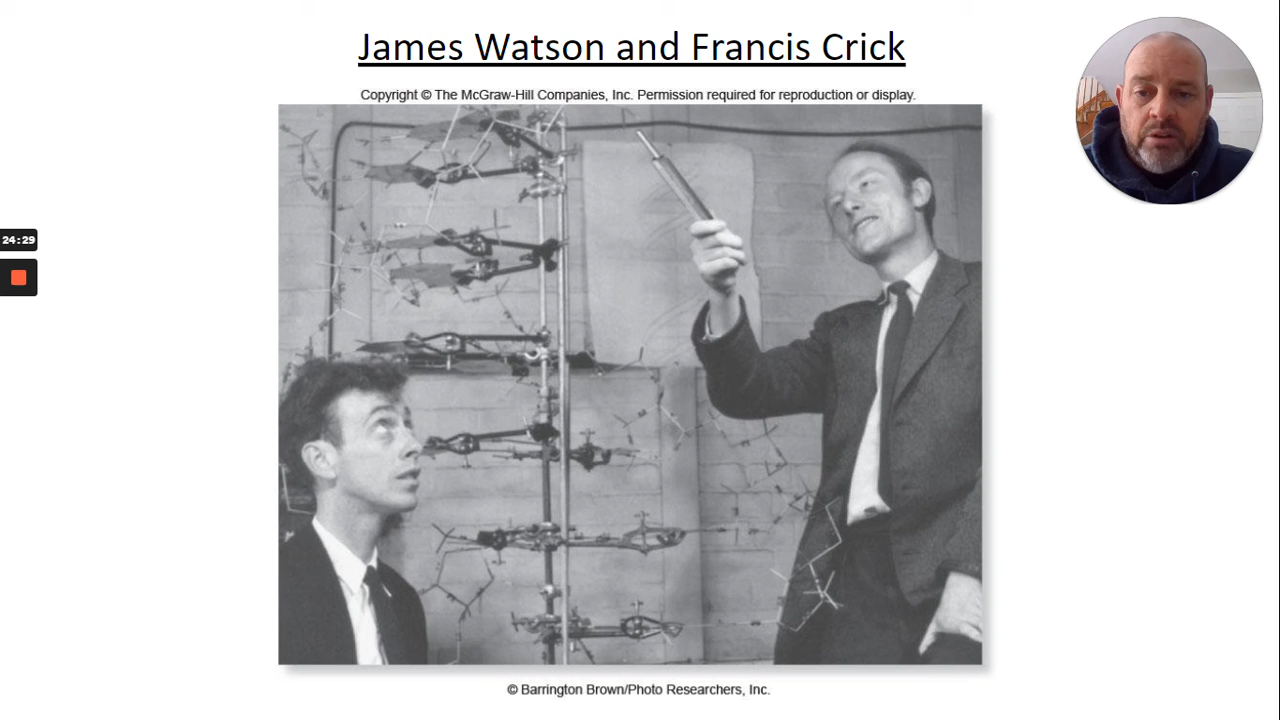 James Watson and Francis Crick
Copyright © The McGraw-Hill Companies, Inc. Permission required for reproduction or display.
24:29
© Barrington Brown/Photo Researchers, Inc.